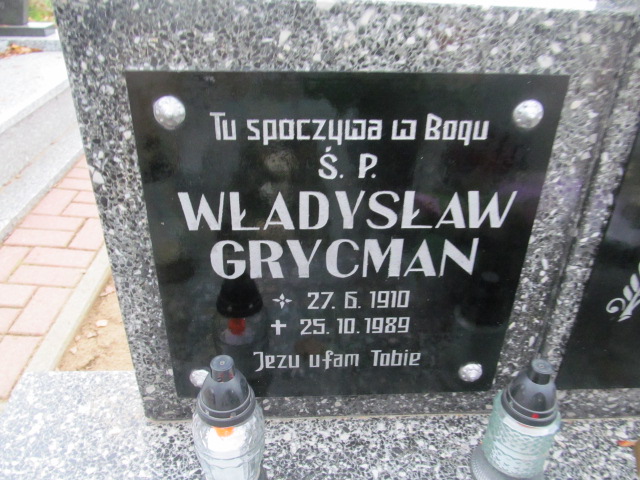 Tu spoczywa w Bogu
Ś. P.
WŁADYSŁAW
GRYCMAN
✧ 27. 6. 1910
✝ 25. 10. 1989
Jezu ufam Tobie